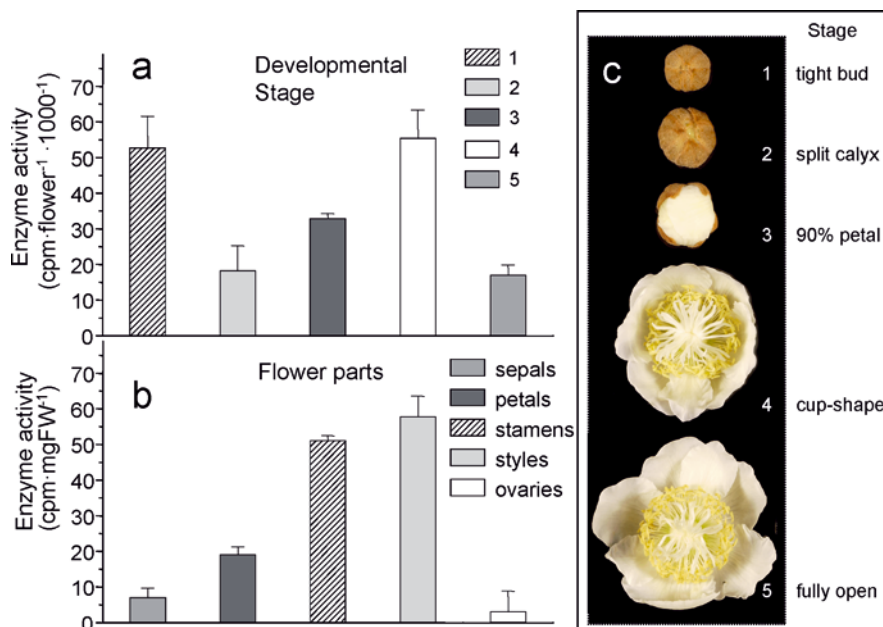 a
Developmental
Stage
1
2
3
4
5
Enzyme activity
(cpm·flower⁻¹ ·1000⁻¹)
70
60
50
40
30
20
10
0
b
Flower parts
sepals
petals
stamens
styles
ovaries
Enzyme activity
(cpm·mgFW⁻¹)
70
60
50
40
30
20
10
0
c
Stage
1 tight bud
2 split calyx
3 90% petal
4 cup-shape
5 fully open